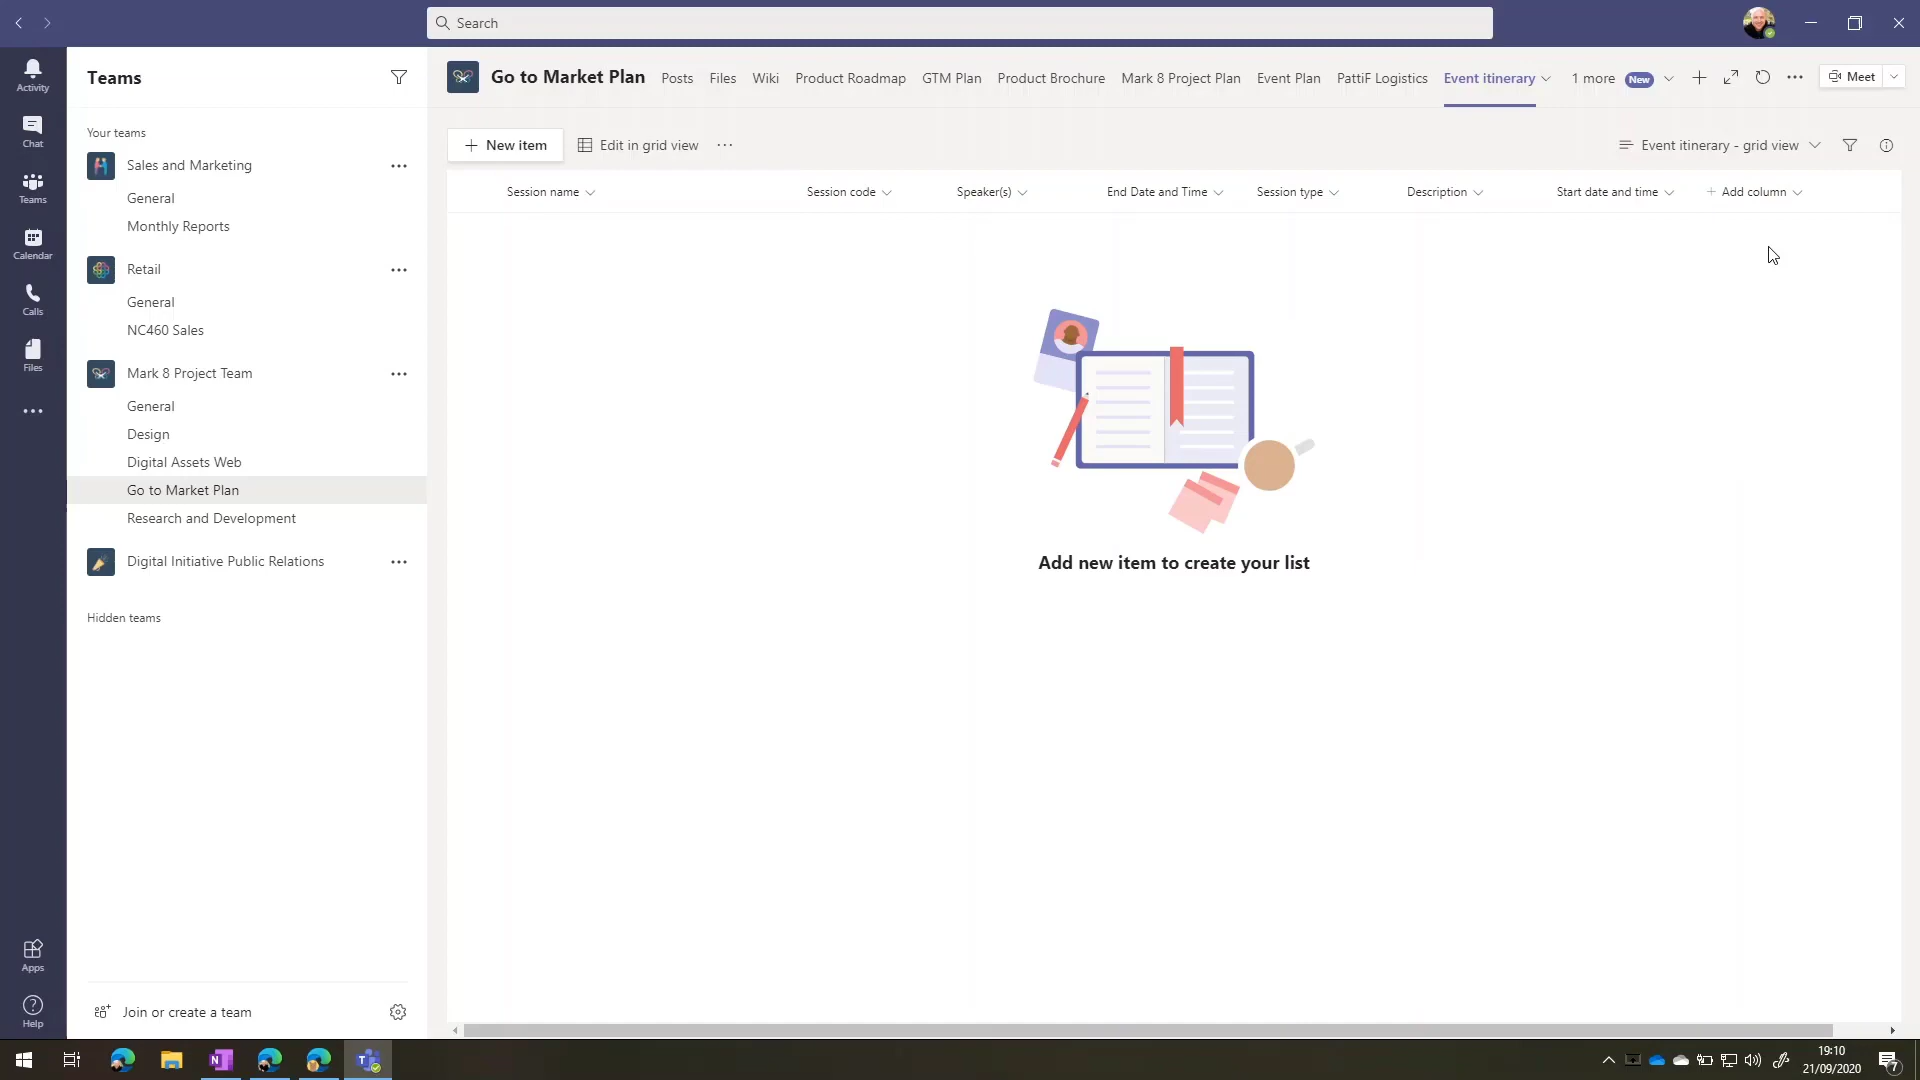 Search
Activity
Chat
Teams
Calendar
Calls
Files
Apps
Help
Teams
Your teams
Sales and Marketing
General
Monthly Reports
Retail
General
NC460 Sales
Mark 8 Project Team
General
Design
Digital Assets Web
Go to Market Plan
Research and Development
Digital Initiative Public Relations
Hidden teams
Join or create a team
Go to Market Plan Posts Files Wiki Product Roadmap GTM Plan Product Brochure Mark 8 Project Plan Event Plan PattiF Logistics Event itinerary 1 more New Meet
New item Edit in grid view Event itinerary - grid view
Session name Session code Speaker(s) End Date and Time Session type Description Start date and time Add column
Add new item to create your list
19:10
21/09/2020
7